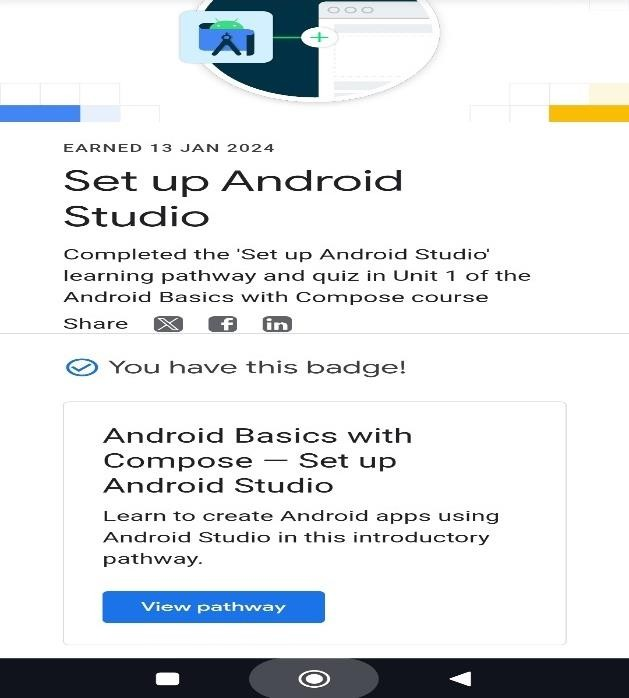 EARNED 13 JAN 2024
Set up Android
Studio
Completed the 'Set up Android Studio'
learning pathway and quiz in Unit 1 of the
Android Basics with Compose course
Share
You have this badge!
Android Basics with
Compose — Set up
Android Studio
Learn to create Android apps using
Android Studio in this introductory
pathway.
View pathway